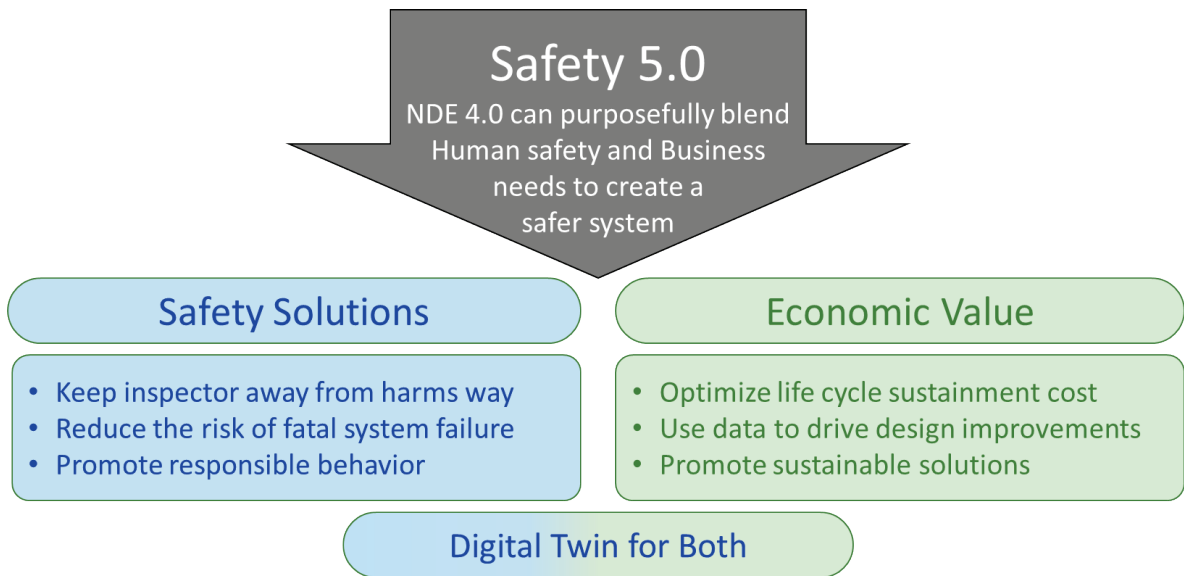 Safety 5.0
NDE 4.0 can purposefully blend
Human safety and Business
needs to create a
safer system
Safety Solutions
• Keep inspector away from harms way
• Reduce the risk of fatal system failure
• Promote responsible behavior
Economic Value
• Optimize life cycle sustainment cost
• Use data to drive design improvements
• Promote sustainable solutions
Digital Twin for Both